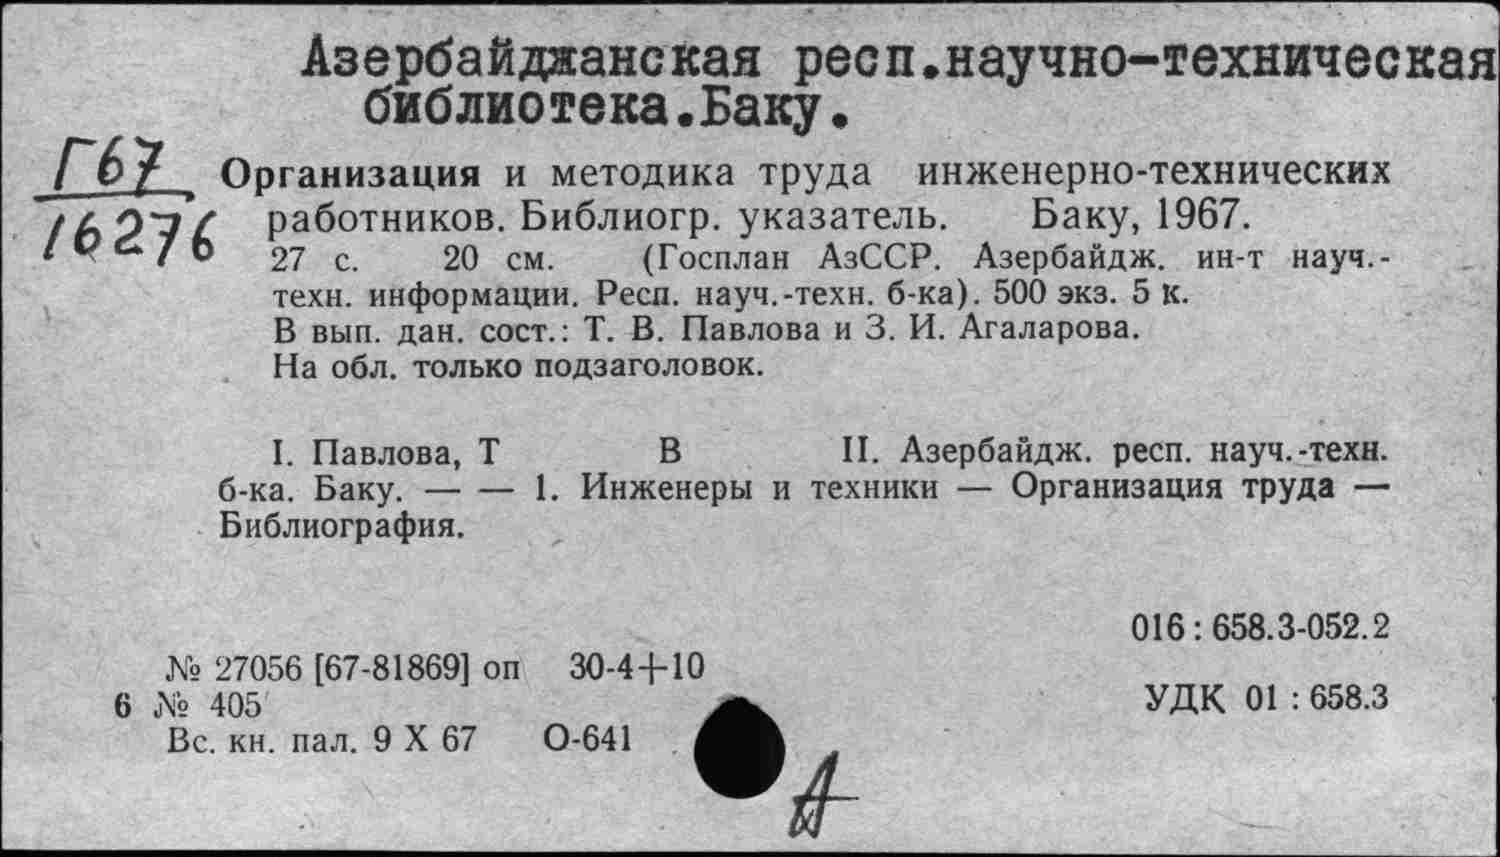 Азербайджанская респ.научно-техническая
библиотека.Баку.
Г67
16276
Организация и методика труда инженерно-технических
работников. Библиогр. указатель. Баку, 1967.
27 с. 20 см. (Госплан АзССР. Азербайдж. ин-т науч.-
техн. информации. Респ. науч.-техн. б-ка). 500 экз. 5 к.
В вып. дан. сост.: Т. В. Павлова и З. И. Агаларова.
На обл. только подзаголовок.
I. Павлова, Т В II. Азербайдж. респ. науч.-техн.
б-ка. Баку. — — 1. Инженеры и техники — Организация труда —
Библиография.
016 : 658.3-052.2
№ 27056 [67-81869] оп 30-4+10
6 № 405
УДК 01 : 658.3
Вс. кн. пал. 9 X 67 О-641
А